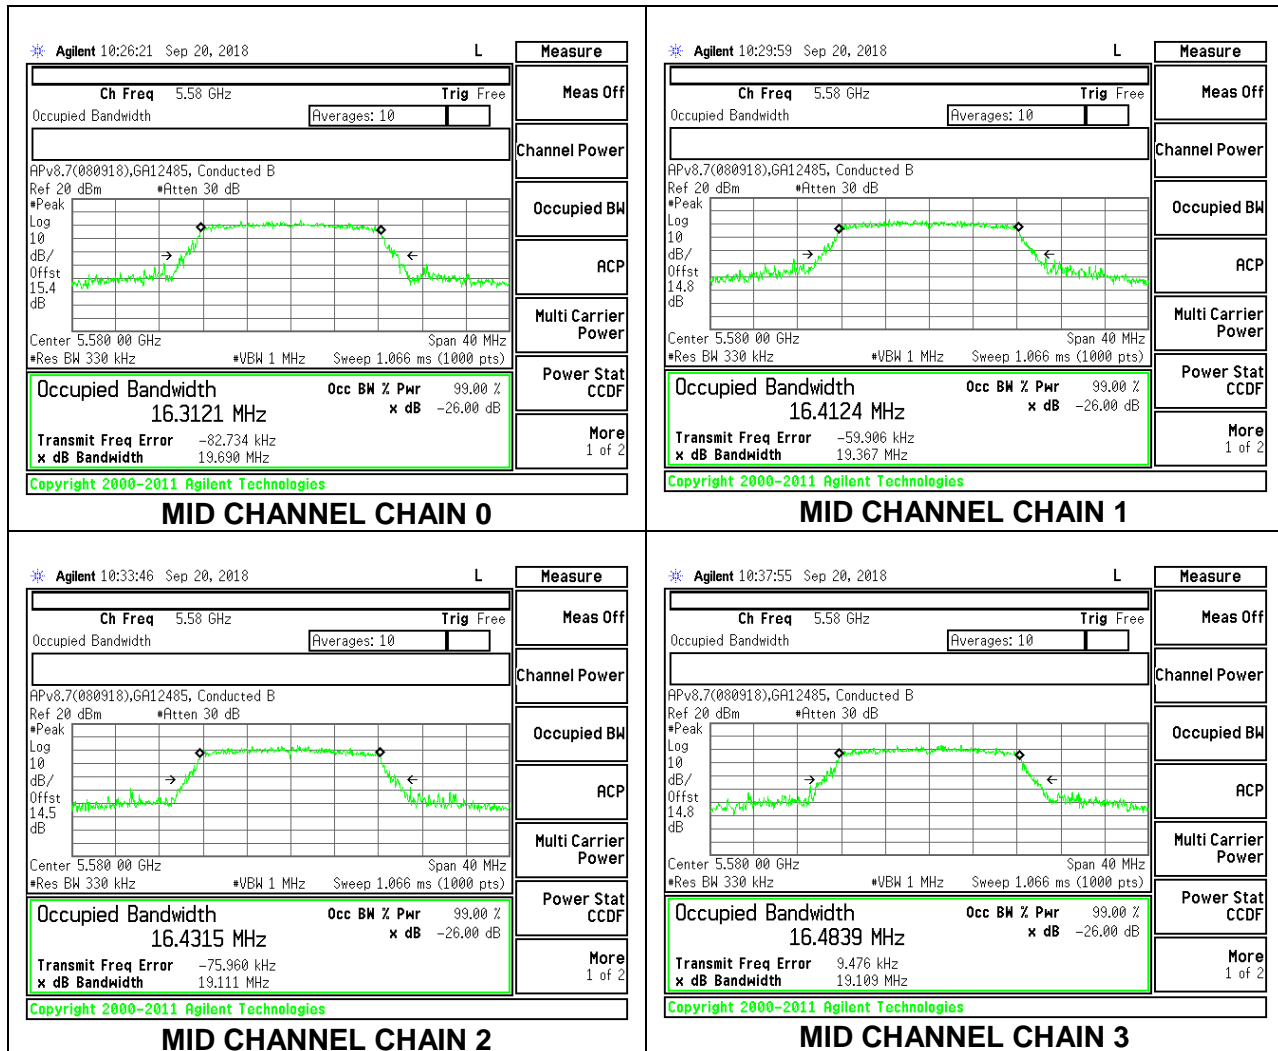 Agilent 10:26:21 Sep 20, 2018 L Measure
Ch Freq 5.58 GHz Trig Free
Meas Off
Occupied Bandwidth Averages: 10
Channel Power
APv8.7(080918),GA12485, Conducted B
Ref 20 dBm #Atten 30 dB
#Peak
Log
10
dB/
Offst
15.4
dB
Occupied BW
ACP
Multi Carrier
Power
Center 5.580 00 GHz Span 40 MHz
#Res BW 330 kHz #VBW 1 MHz Sweep 1.066 ms (1000 pts)
Power Stat
CCDF
Occupied Bandwidth Occ BW % Pwr 99.00 %
16.3121 MHz x dB -26.00 dB
Transmit Freq Error -82.734 kHz
x dB Bandwidth 19.690 MHz
More
1 of 2
Copyright 2000-2011 Agilent Technologies
MID CHANNEL CHAIN 0
Agilent 10:29:59 Sep 20, 2018 L Measure
Ch Freq 5.58 GHz Trig Free
Meas Off
Occupied Bandwidth Averages: 10
Channel Power
APv8.7(080918),GA12485, Conducted B
Ref 20 dBm #Atten 30 dB
#Peak
Log
10
dB/
Offst
14.8
dB
Occupied BW
ACP
Multi Carrier
Power
Center 5.580 00 GHz Span 40 MHz
#Res BW 330 kHz #VBW 1 MHz Sweep 1.066 ms (1000 pts)
Power Stat
CCDF
Occupied Bandwidth Occ BW % Pwr 99.00 %
16.4124 MHz x dB -26.00 dB
Transmit Freq Error -59.906 kHz
x dB Bandwidth 19.367 MHz
More
1 of 2
Copyright 2000-2011 Agilent Technologies
MID CHANNEL CHAIN 1
Agilent 10:33:46 Sep 20, 2018 L Measure
Ch Freq 5.58 GHz Trig Free
Meas Off
Occupied Bandwidth Averages: 10
Channel Power
APv8.7(080918),GA12485, Conducted B
Ref 20 dBm #Atten 30 dB
#Peak
Log
10
dB/
Offst
14.5
dB
Occupied BW
ACP
Multi Carrier
Power
Center 5.580 00 GHz Span 40 MHz
#Res BW 330 kHz #VBW 1 MHz Sweep 1.066 ms (1000 pts)
Power Stat
CCDF
Occupied Bandwidth Occ BW % Pwr 99.00 %
16.4315 MHz x dB -26.00 dB
Transmit Freq Error -75.960 kHz
x dB Bandwidth 19.111 MHz
More
1 of 2
Copyright 2000-2011 Agilent Technologies
MID CHANNEL CHAIN 2
Agilent 10:37:55 Sep 20, 2018 L Measure
Ch Freq 5.58 GHz Trig Free
Meas Off
Occupied Bandwidth Averages: 10
Channel Power
APv8.7(080918),GA12485, Conducted B
Ref 20 dBm #Atten 30 dB
#Peak
Log
10
dB/
Offst
14.8
dB
Occupied BW
ACP
Multi Carrier
Power
Center 5.580 00 GHz Span 40 MHz
#Res BW 330 kHz #VBW 1 MHz Sweep 1.066 ms (1000 pts)
Power Stat
CCDF
Occupied Bandwidth Occ BW % Pwr 99.00 %
16.4839 MHz x dB -26.00 dB
Transmit Freq Error 9.476 kHz
x dB Bandwidth 19.109 MHz
More
1 of 2
Copyright 2000-2011 Agilent Technologies
MID CHANNEL CHAIN 3